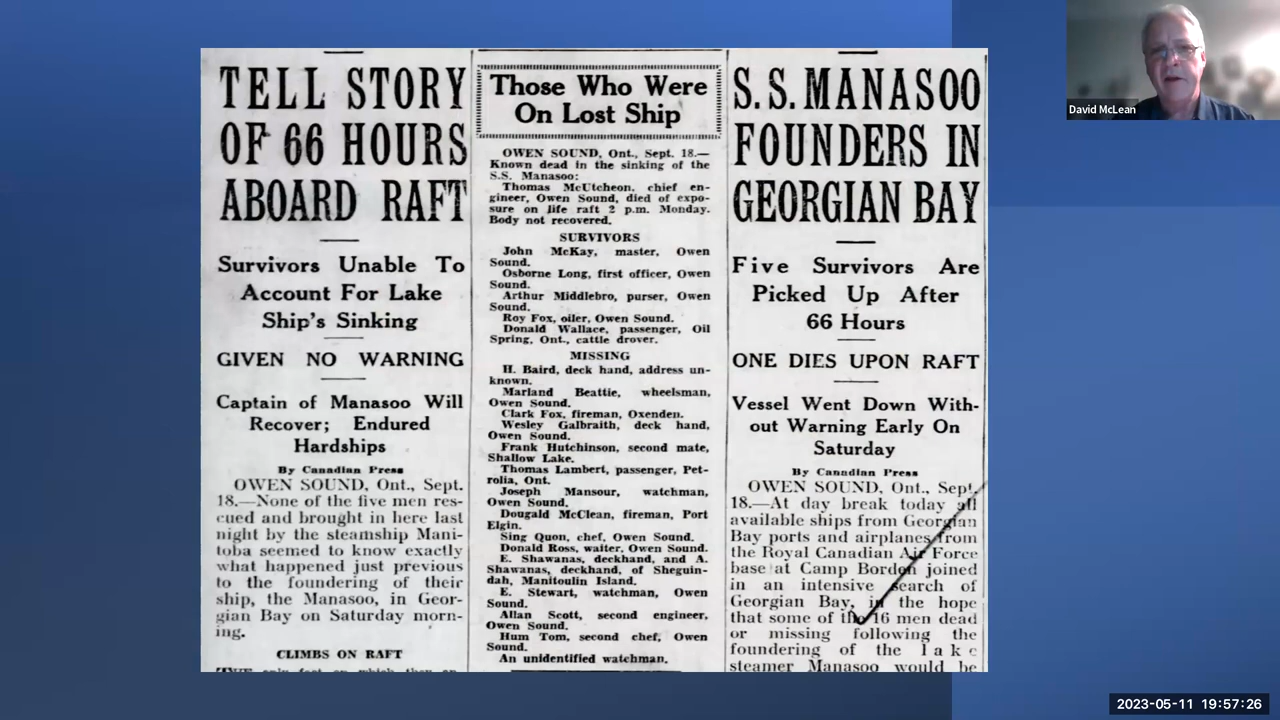 TELL STORY
OF 66 HOURS
ABOARD RAFT
Survivors Unable To
Account For Lake
Ship's Sinking
GIVEN NO WARNING
Captain of Manasoo Will
Recover; Endured
Hardships
By Canadian Press
OWEN SOUND, Ont., Sept.
18.—None of the five men res-
cued and brought in here last
night by the steamship Mani-
toba seemed to know exactly
what happened just previous
to the foundering of their
ship, the Manasoo, in Geor-
gian Bay on Saturday morn-
ing.
CLIMBS ON RAFT
Those Who Were
On Lost Ship
OWEN SOUND, Ont., Sept. 18.—
Known dead in the sinking of the
S.S. Manasoo:
Thomas McCutcheon, chief en-
gineer, Owen Sound, died of expo-
sure on life raft 2 p.m. Monday.
Body not recovered.
SURVIVORS
John McKay, master, Owen
Sound.
Osborne Long, first officer, Owen
Sound.
Arthur Middlebro, purser, Owen
Sound.
Roy Fox, oiler, Owen Sound.
Donald Wallace, passenger, Oil
Spring, Ont., cattle drover.
MISSING
H. Baird, deck hand, address un-
known.
Marland Beattie, wheelsman,
Owen Sound.
Clark Fox, fireman, Oxenden.
Wesley Galbraith, deck hand,
Owen Sound.
Frank Hutchinson, second mate,
Shallow Lake.
Thomas Lambert, passenger, Pet-
rolia, Ont.
Joseph Mansour, watchman,
Owen Sound.
Dougald McClean, fireman, Port
Elgin.
Sing Quon, chef, Owen Sound.
Donald Ross, waiter, Owen Sound.
E. Shawanas, deckhand, and A.
Shawanas, deckhand, of Sheguin-
dah, Manitoulin Island.
E. Stewart, watchman, Owen
Sound.
Allan Scott, second engineer,
Owen Sound.
Hum Tom, second chef, Owen
Sound.
An unidentified watchman.
S.S. MANASOO
FOUNDERS IN
GEORGIAN BAY
Five Survivors Are
Picked Up After
66 Hours
ONE DIES UPON RAFT
Vessel Went Down With-
out Warning Early On
Saturday
By Canadian Press
OWEN SOUND, Ont., Sept.
18.—At day break today all
available ships from Georgian
Bay ports and airplanes from
the Royal Canadian Air Force
base at Camp Borden joined
in an intensive search of
Georgian Bay, in the hope
that some of the 16 men dead
or missing following the
foundering of the lake
steamer Manasoo would be
David McLean
2023-05-11 19:57:26